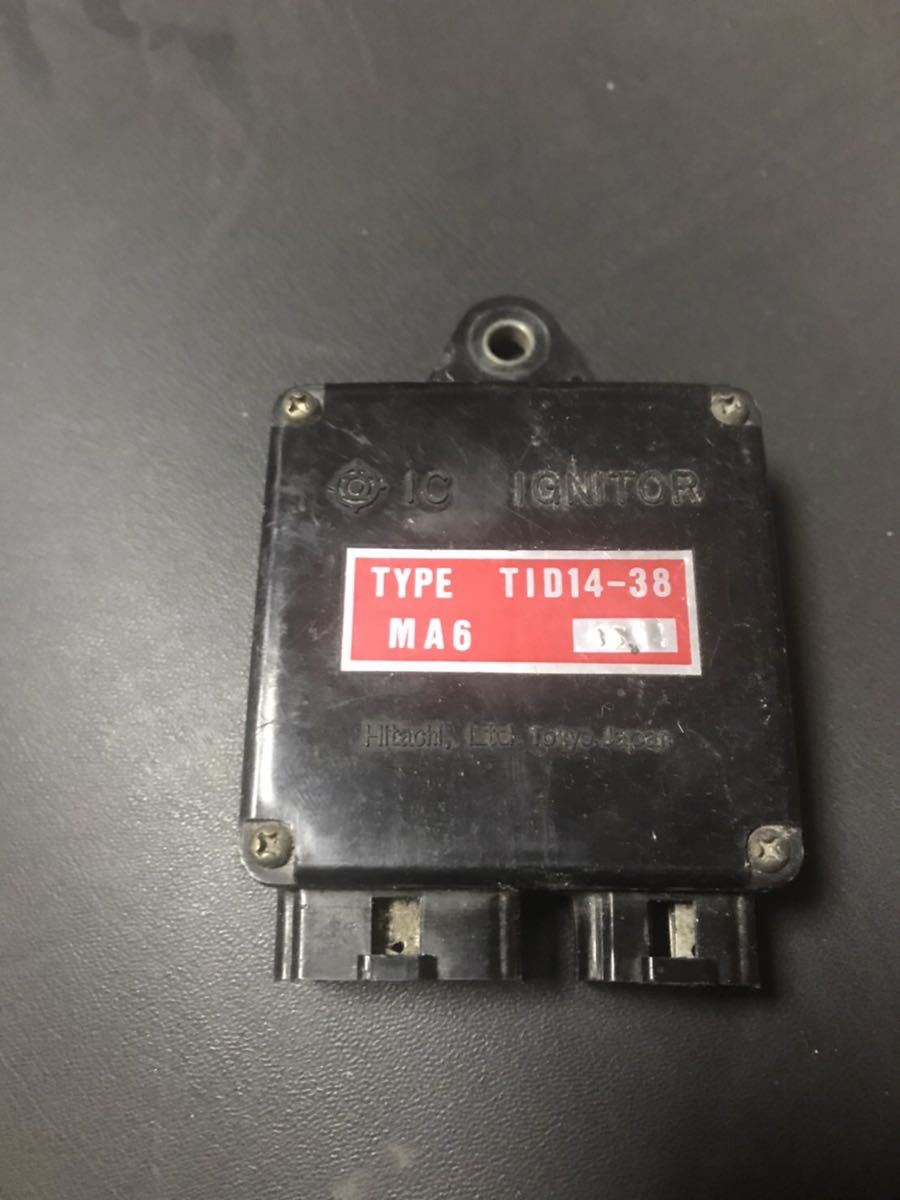 IC IGNITOR
TYPE TID14-38
MA6
Hitachi, Ltd. Tokyo Japan